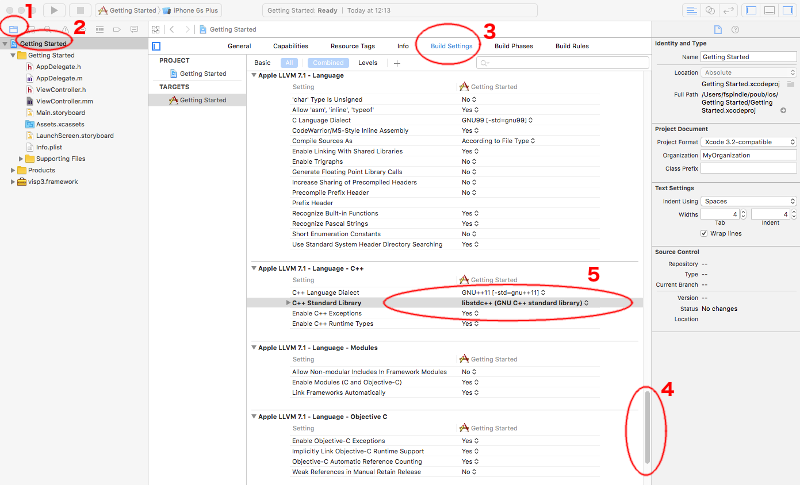 1
2
3
4
5
Getting Started
iPhone 6s Plus
Getting Started: Ready | Today at 12:13
Getting Started
Getting Started
Getting Started
AppDelegate.h
AppDelegate.m
ViewController.h
ViewController.mm
Main.storyboard
Assets.xcassets
LaunchScreen.storyboard
Info.plist
Supporting Files
Products
visp3.framework
General
Capabilities
Resource Tags
Info
Build Settings
Build Phases
Build Rules
PROJECT
Getting Started
TARGETS
Getting Started
Basic
All
Combined
Levels
+
Apple LLVM 7.1 - Language
Setting Getting Started
'char' Type Is Unsigned No
Allow 'asm', 'inline', 'typeof' Yes
C Language Dialect GNU99 [-std=gnu99]
CodeWarrior/MS-Style Inline Assembly Yes
Compile Sources As According to File Type
Enable Linking With Shared Libraries Yes
Enable Trigraphs No
Generate Floating Point Library Calls No
Increase Sharing of Precompiled Headers No
Precompile Prefix Header No
Prefix Header
Recognize Built-in Functions Yes
Recognize Pascal Strings Yes
Short Enumeration Constants No
Use Standard System Header Directory Searching Yes
Apple LLVM 7.1 - Language - C++
Setting Getting Started
C++ Language Dialect GNU++11 [-std=gnu++11]
C++ Standard Library libstdc++ (GNU C++ standard library)
Enable C++ Exceptions Yes
Enable C++ Runtime Types Yes
Apple LLVM 7.1 - Language - Modules
Setting Getting Started
Allow Non-modular Includes In Framework Modules No
Enable Modules (C and Objective-C) Yes
Link Frameworks Automatically Yes
Apple LLVM 7.1 - Language - Objective C
Setting Getting Started
Enable Objective-C Exceptions Yes
Implicitly Link Objective-C Runtime Support Yes
Objective-C Automatic Reference Counting Yes
Weak References in Manual Retain Release No
Identity and Type
Name Getting Started
Location Absolute
Getting Started.xcodeproj
Full Path /Users/fspindle/poub/ios/
Getting Started/Getting
Started.xcodeproj
Project Document
Project Format Xcode 3.2-compatible
Organization MyOrganization
Class Prefix
Text Settings
Indent Using Spaces
Widths 4 4
Tab Indent
Wrap lines
Source Control
Repository --
Type --
Current Branch --
Version --
Status No changes
Location